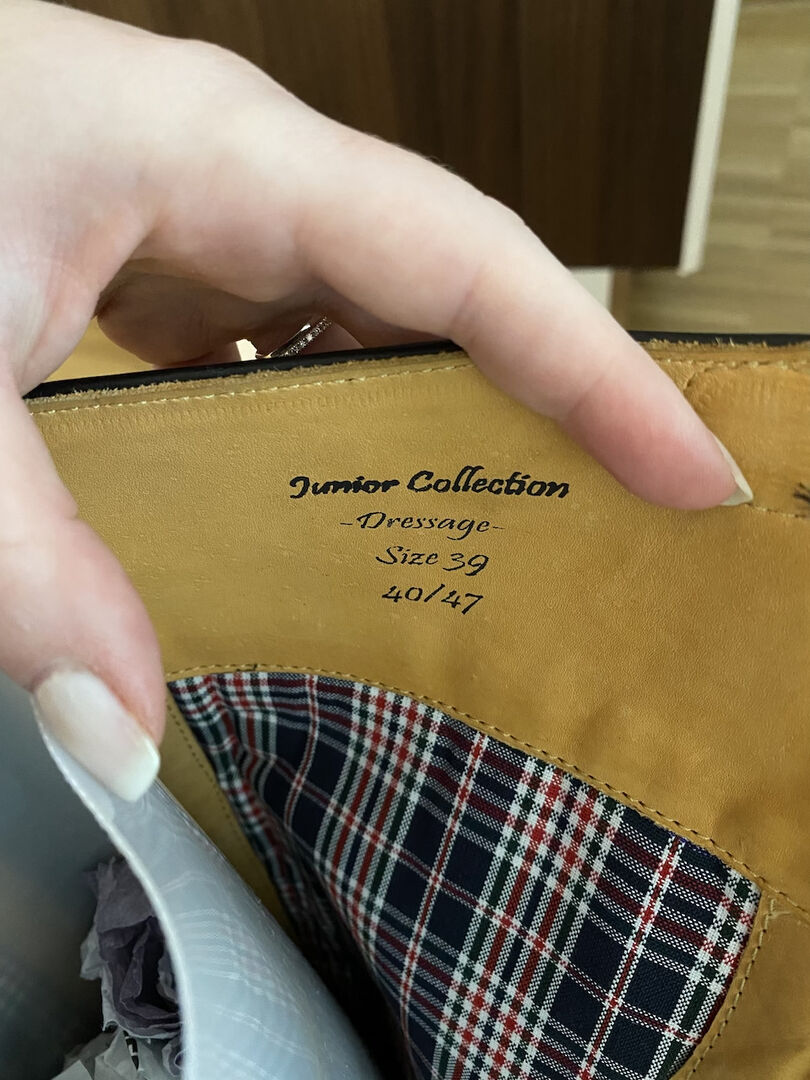 Junior Collection
-Dressage-
Size 39
40/47